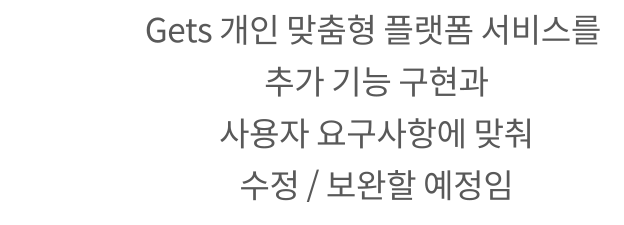 Gets 개인 맞춤형 플랫폼 서비스를
추가 기능 구현과
사용자 요구사항에 맞춰
수정 / 보완할 예정임